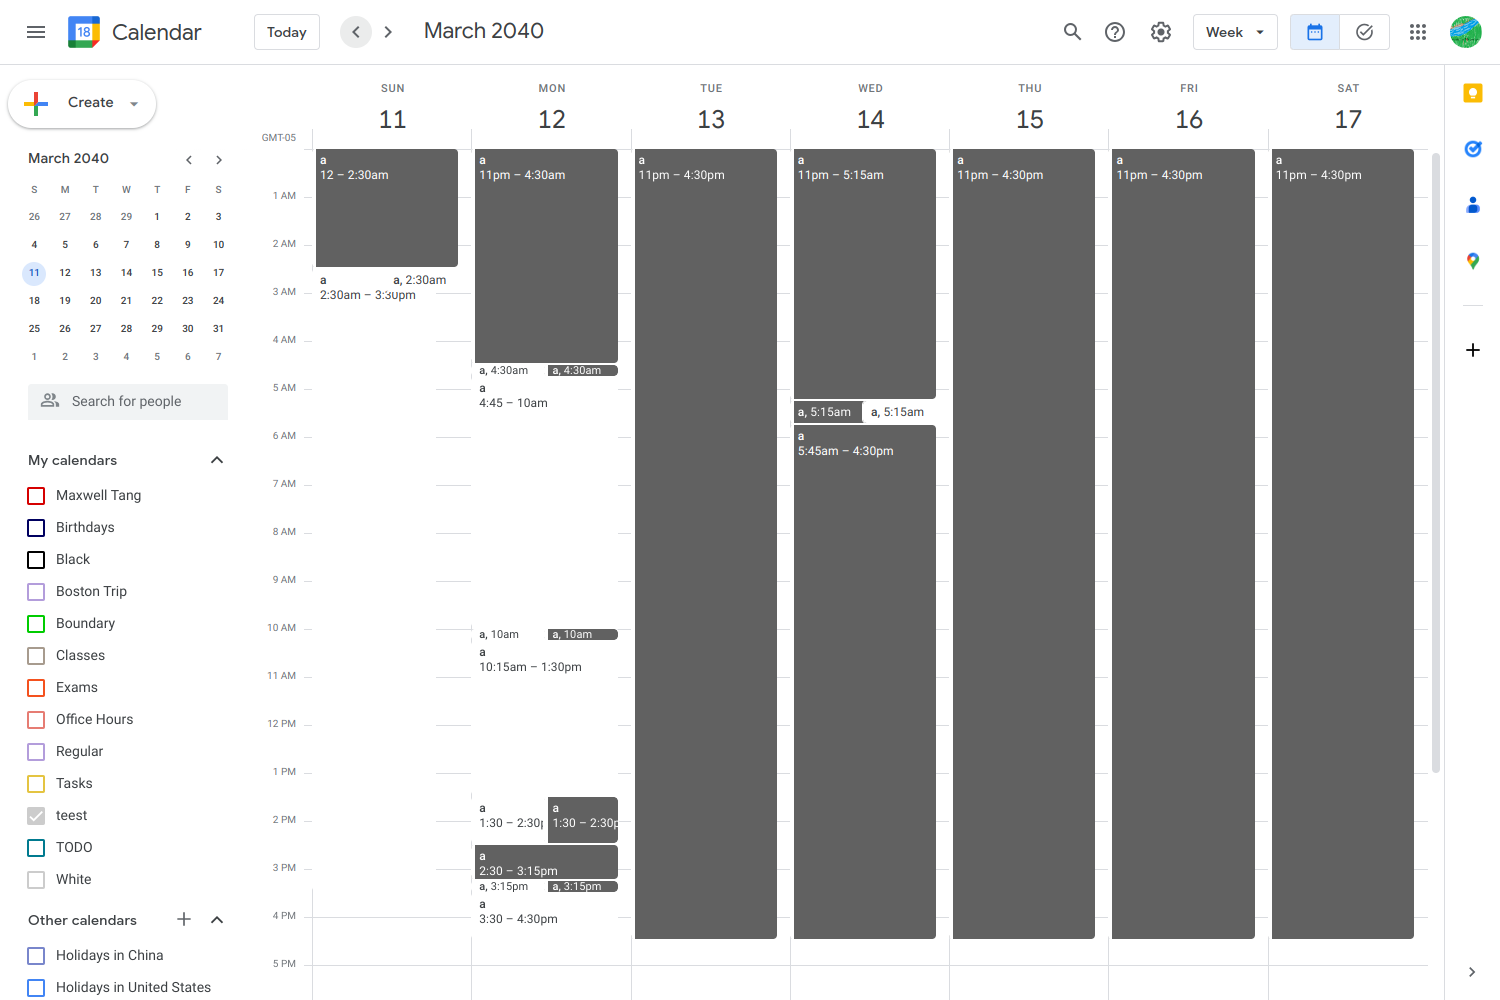 18 Calendar Today March 2040 Week
Create
March 2040
S M T W T F S
26 27 28 29 1 2 3
4 5 6 7 8 9 10
11 12 13 14 15 16 17
18 19 20 21 22 23 24
25 26 27 28 29 30 31
1 2 3 4 5 6 7
Search for people
My calendars
Maxwell Tang
Birthdays
Black
Boston Trip
Boundary
Classes
Exams
Office Hours
Regular
Tasks
teest
TODO
White
Other calendars
Holidays in China
Holidays in United States
SUN MON TUE WED THU FRI SAT
11 12 13 14 15 16 17
GMT-05
1 AM
2 AM
3 AM
4 AM
5 AM
6 AM
7 AM
8 AM
9 AM
10 AM
11 AM
12 PM
1 PM
2 PM
3 PM
4 PM
5 PM
a
12 – 2:30am
a
2:30am – 3:30pm
a, 2:30am
a
11pm – 4:30am
a, 4:30am
a, 4:30am
a
4:45 – 10am
a, 10am
a, 10am
a
10:15am – 1:30pm
a
1:30 – 2:30p
a
1:30 – 2:30p
a
2:30 – 3:15pm
a, 3:15pm
a, 3:15pm
a
3:30 – 4:30pm
a
11pm – 4:30pm
a
11pm – 5:15am
a, 5:15am
a, 5:15am
a
5:45am – 4:30pm
a
11pm – 4:30pm
a
11pm – 4:30pm
a
11pm – 4:30pm